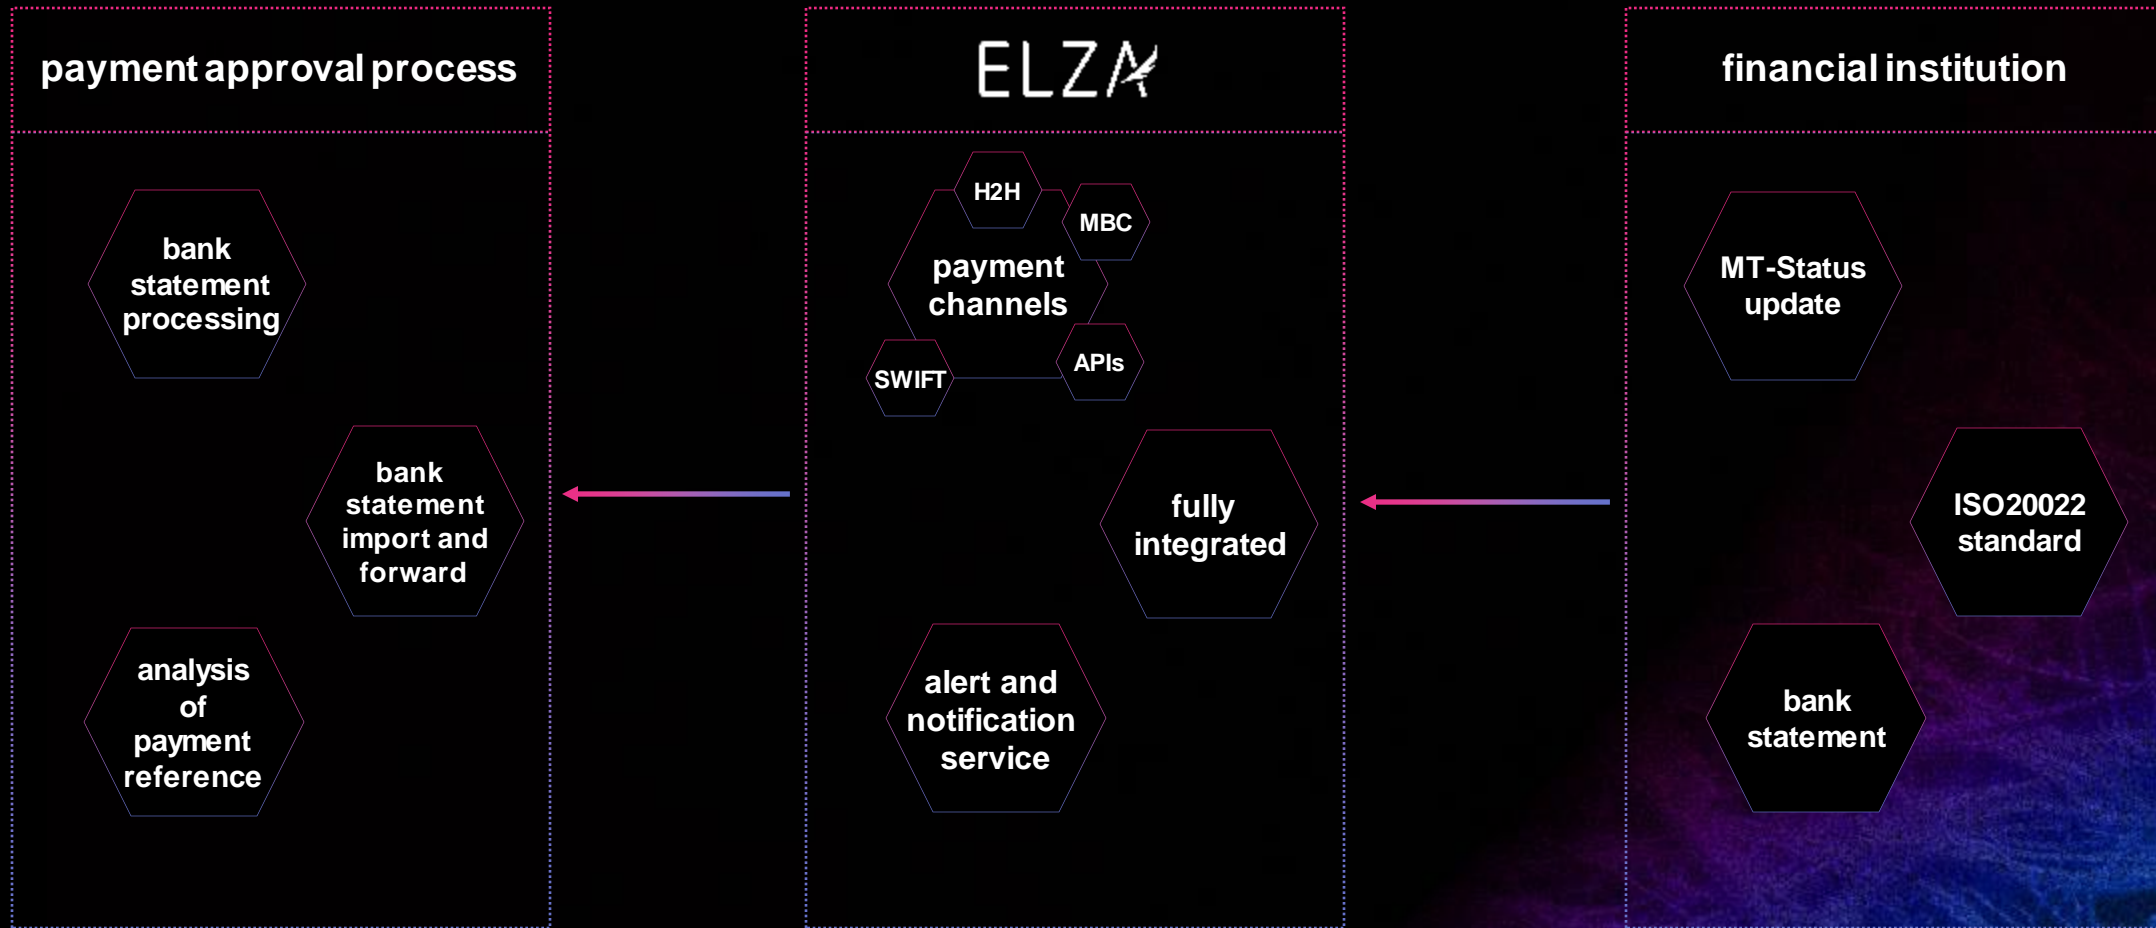 payment approval process
bank
statement
processing
bank
statement
import and
forward
analysis
of
payment
reference
ELZA
H2H
MBC
payment
channels
APIs
SWIFT
fully
integrated
alert and
notification
service
financial institution
MT-Status
update
ISO20022
standard
bank
statement